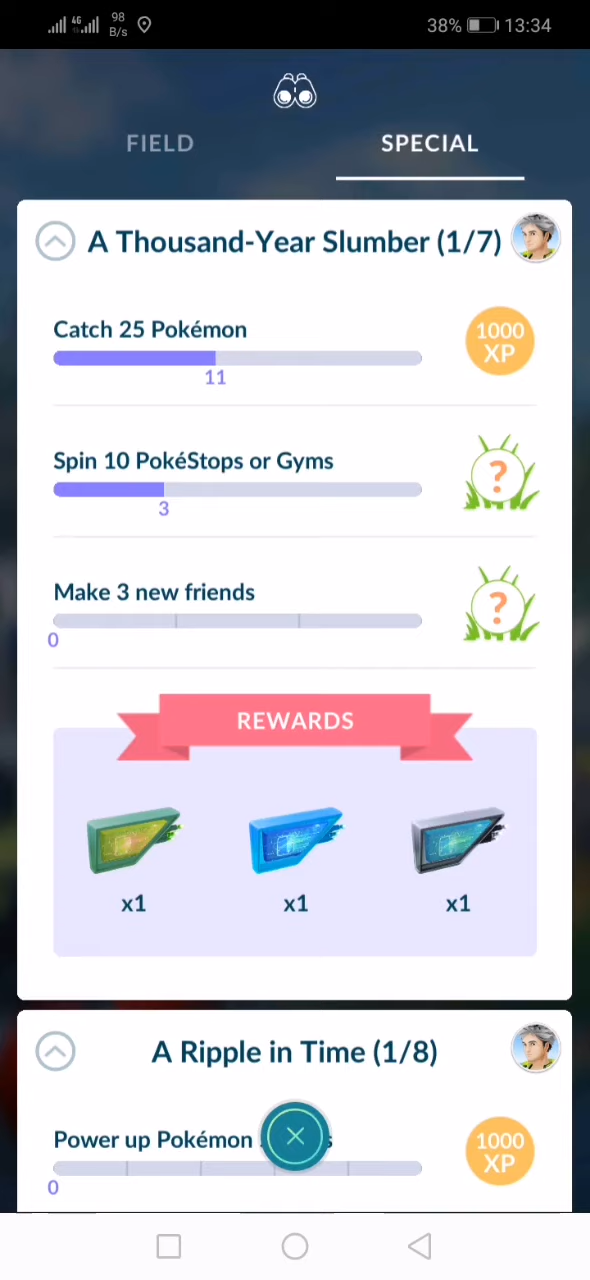 4G
98
B/s
38%
13:34
FIELD
SPECIAL
A Thousand-Year Slumber (1/7)
Catch 25 Pokémon
1000
XP
11
Spin 10 PokéStops or Gyms
?
3
Make 3 new friends
?
0
REWARDS
x1
x1
x1
A Ripple in Time (1/8)
Power up Pokémon
1000
XP
0